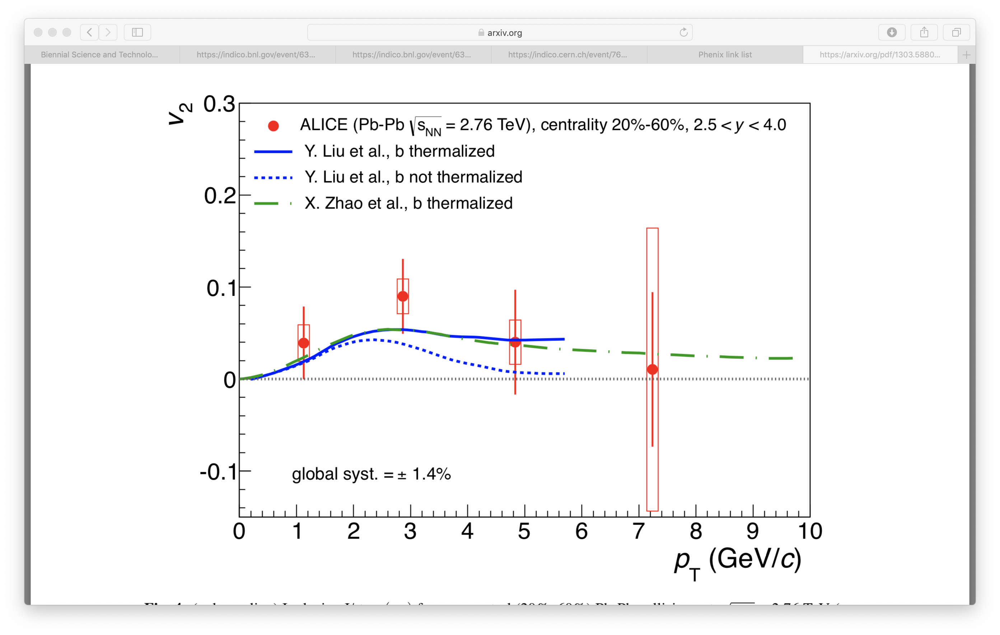 arxiv.org
Biennial Science and Technolo...
https://indico.bnl.gov/event/63...
https://indico.bnl.gov/event/63...
https://indico.cern.ch/event/76...
Phenix link list
https://arxiv.org/pdf/1303.5880...
v2
0.3
ALICE (Pb-Pb √sNN = 2.76 TeV), centrality 20%-60%, 2.5 < y < 4.0
Y. Liu et al., b thermalized
Y. Liu et al., b not thermalized
0.2
X. Zhao et al., b thermalized
0.1
0
-0.1
global syst. = ± 1.4%
0 1 2 3 4 5 6 7 8 9 10
pT (GeV/c)